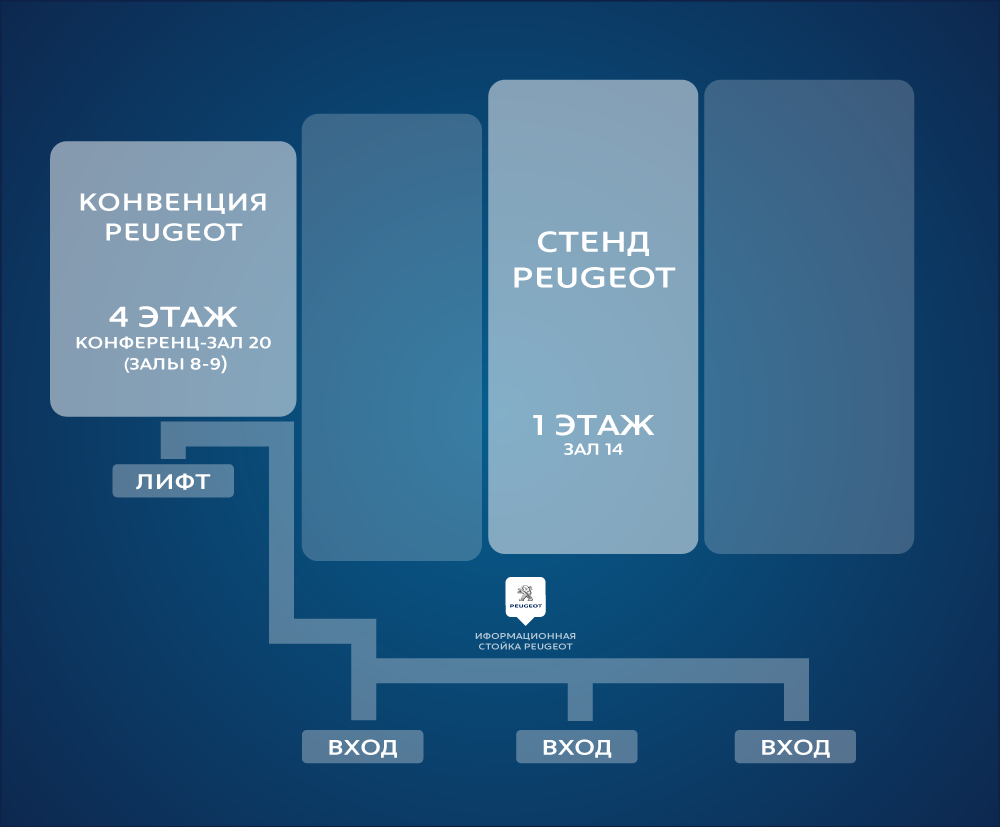 КОНВЕНЦИЯ
PEUGEOT
4 ЭТАЖ
КОНФЕРЕНЦ-ЗАЛ 20
(ЗАЛЫ 8-9)
ЛИФТ
СТЕНД
PEUGEOT
1 ЭТАЖ
ЗАЛ 14
PEUGEOT
ИФОРМАЦИОННАЯ
СТОЙКА PEUGEOT
ВХОД
ВХОД
ВХОД